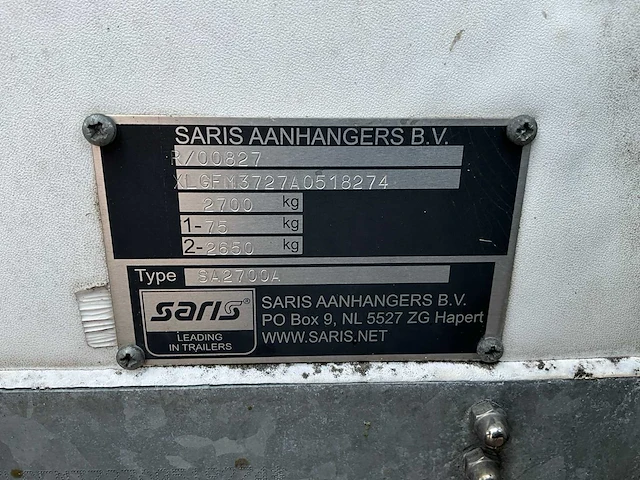 SARIS AANHANGERS B.V.
R/00827
XLGFM3727A0518274
2700 kg
1-75 kg
2-2650 kg
Type SA2700A
saris®
LEADING
IN TRAILERS
SARIS AANHANGERS B.V.
PO Box 9, NL 5527 ZG Hapert
WWW.SARIS.NET